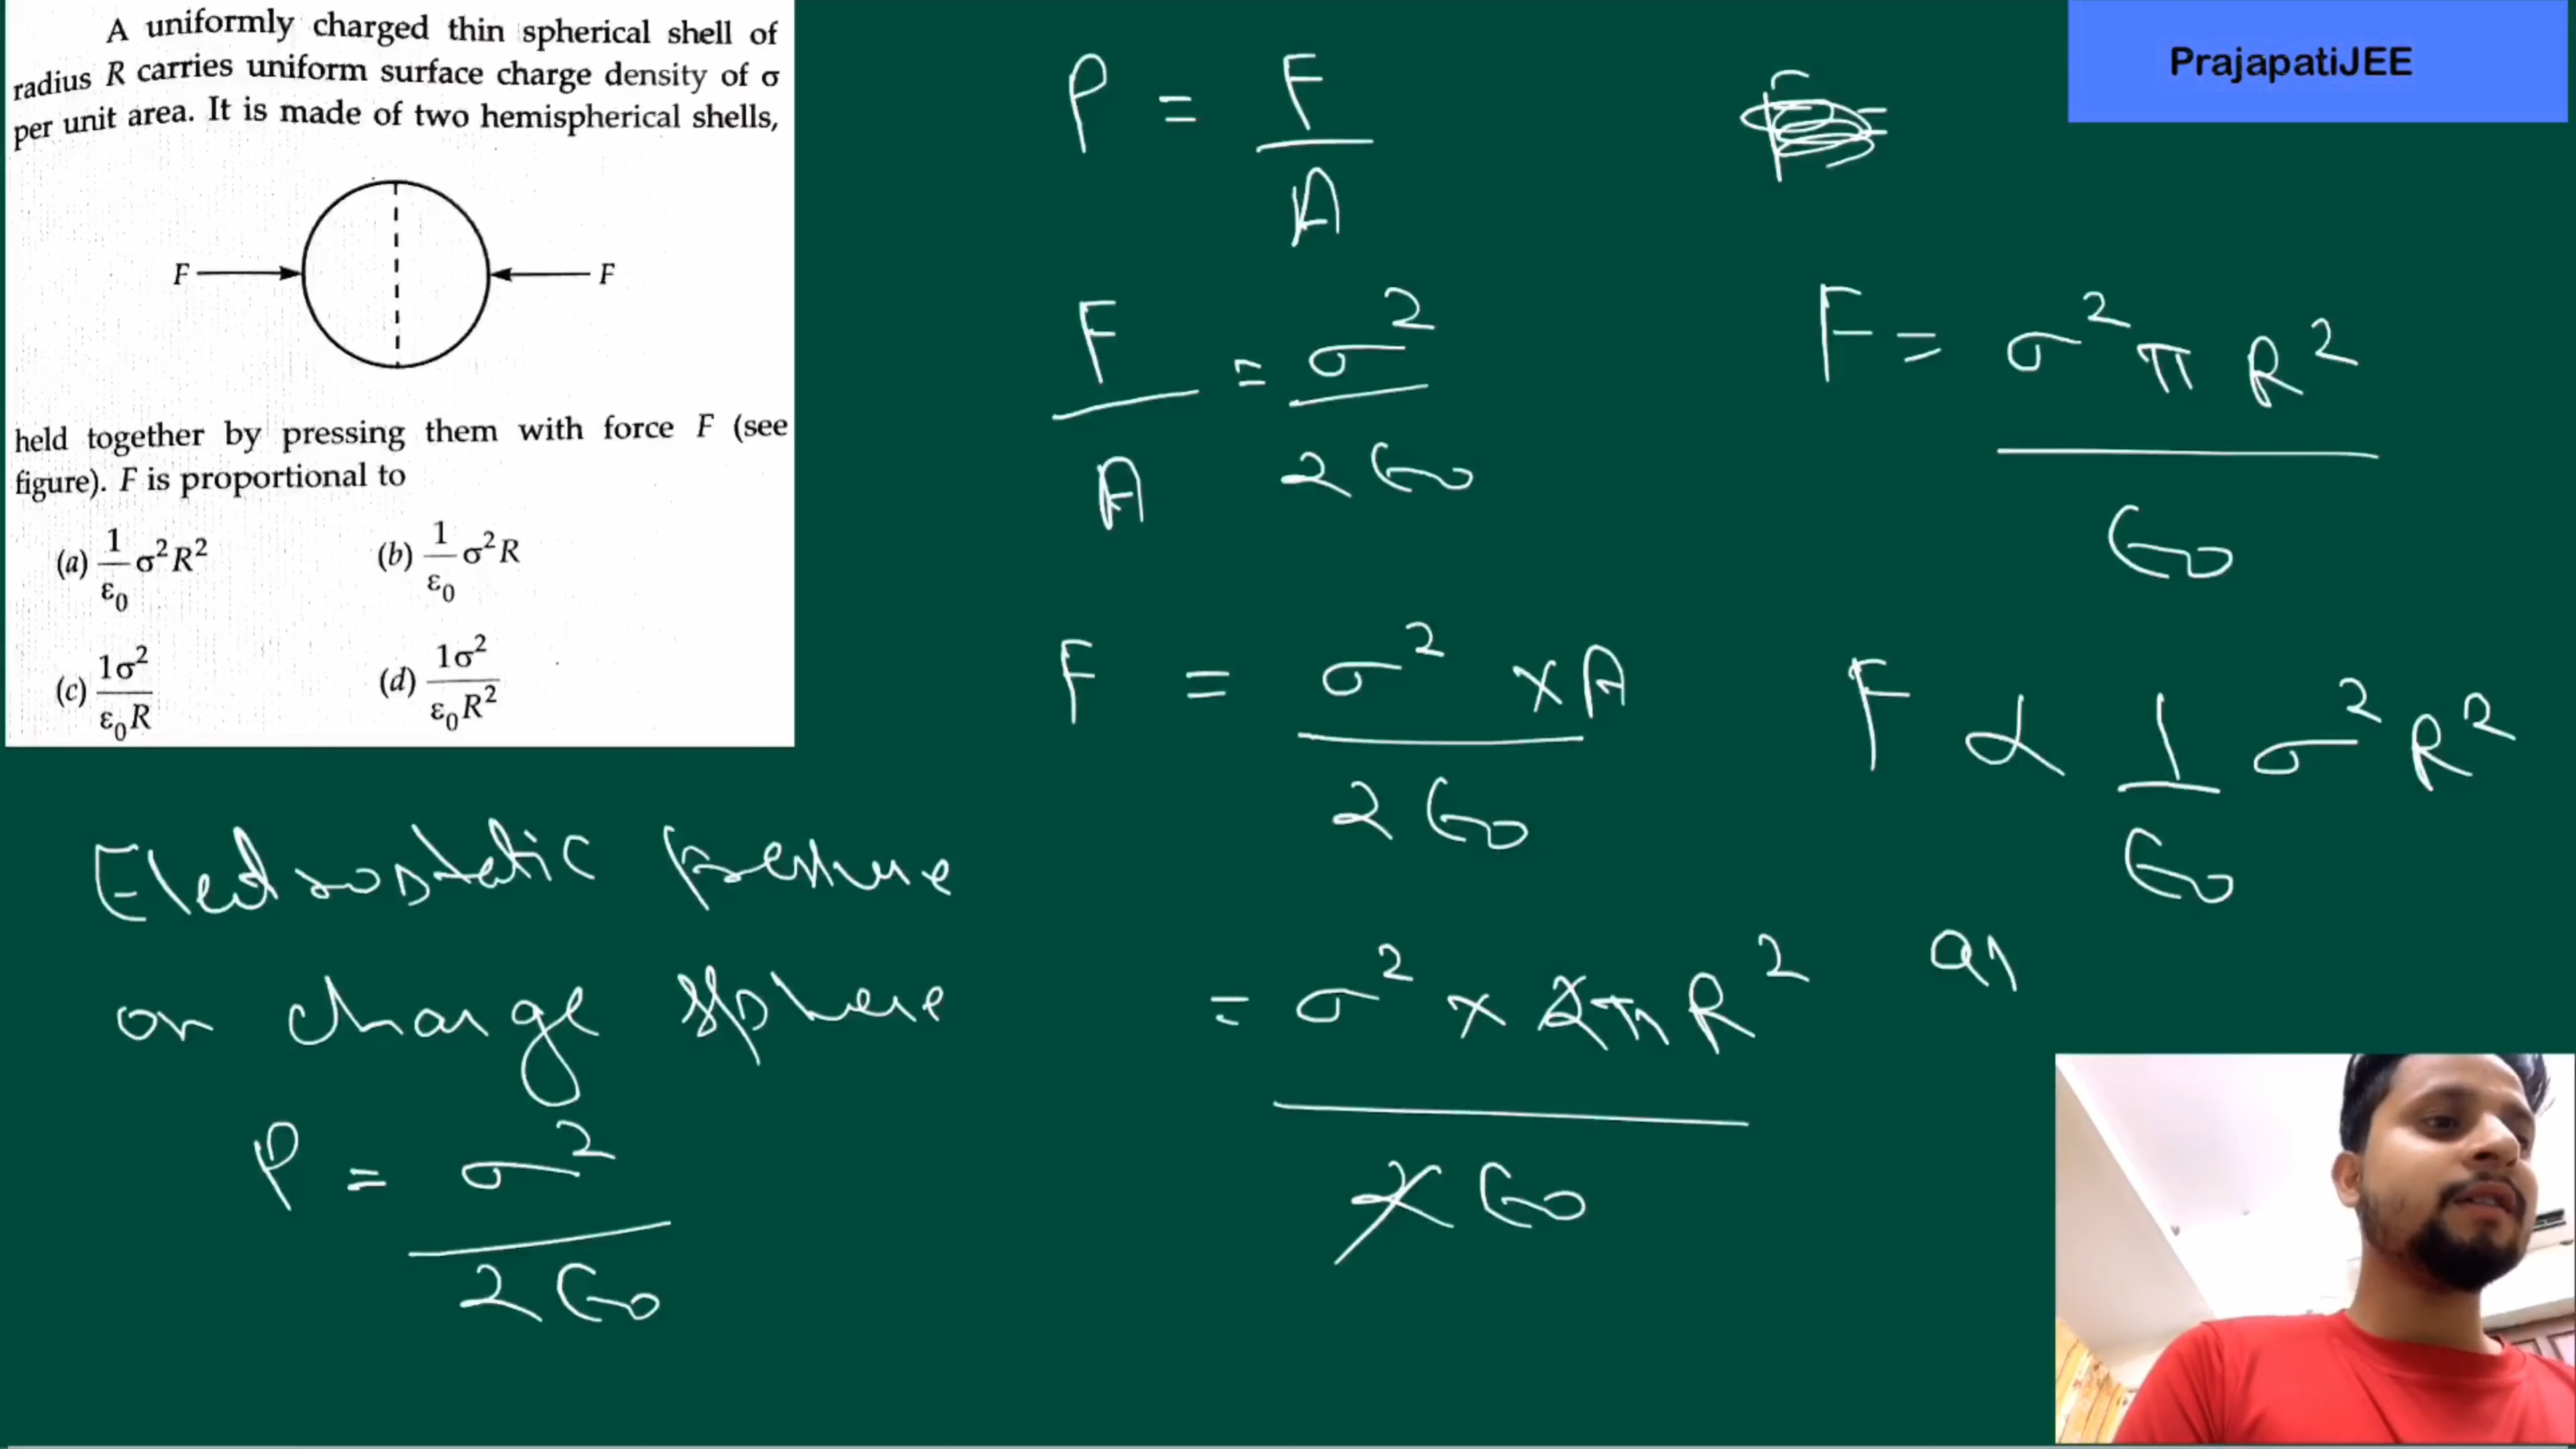 A uniformly charged thin spherical shell of
radius R carries uniform surface charge density of σ
per unit area. It is made of two hemispherical shells,
F F
held together by pressing them with force F (see
figure). F is proportional to
(a) 1/ε₀ σ²R² (b) 1/ε₀ σ²R
(c) 1σ²/ε₀R (d) 1σ²/ε₀R²
Electrostatic pressure
on charge sphere
P = σ²/2ϵ₀
P = F/A
F/A = σ²/2ϵ₀
F = σ² × A/2ϵ₀
= σ² × 2πR²/2ϵ₀
F = σ²πR²/ϵ₀
F ∝ 1/ϵ₀ σ²R²
PrajapatiJEE